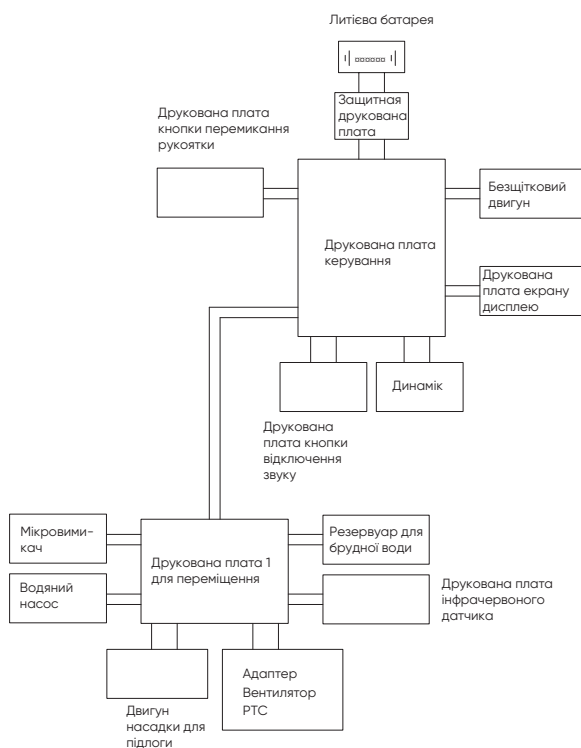 Литієва батарея
Защитная
друкована
плата
Друкована плата
кнопки перемикання
рукоятки
Безщітковий
двигун
Друкована плата
керування
Друкована
плата екрану
дисплею
Динамік
Друкована
плата кнопки
відключення
звуку
Мікровими-
кач
Друкована плата 1
для переміщення
Резервуар для
брудної води
Водяний
насос
Друкована плата
інфрачервоного
датчика
Адаптер
Вентилятор
РТС
Двигун
насадки для
підлоги